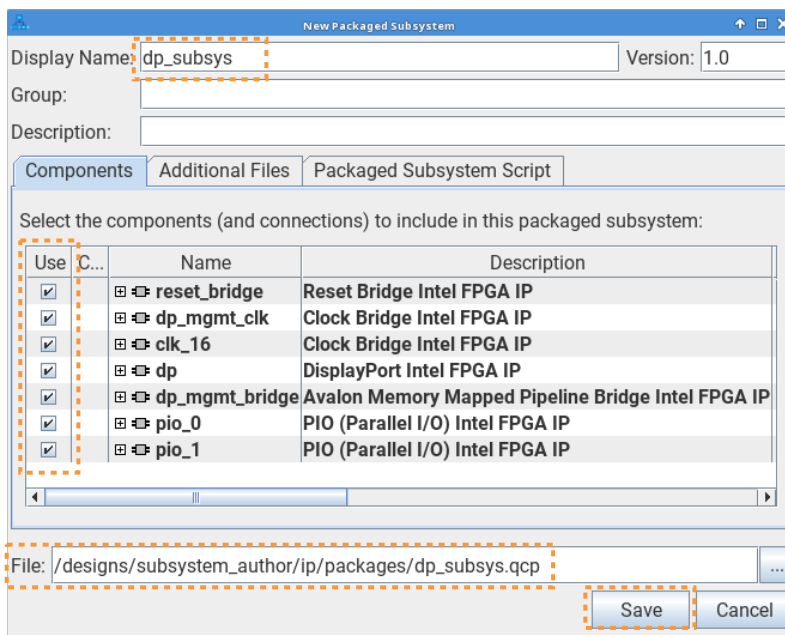 New Packaged Subsystem
Display Name: dp_subsys Version: 1.0
Group:
Description:
Components Additional Files Packaged Subsystem Script
Select the components (and connections) to include in this packaged subsystem:
Use C... Name Description
reset_bridge Reset Bridge Intel FPGA IP
dp_mgmt_clk Clock Bridge Intel FPGA IP
clk_16 Clock Bridge Intel FPGA IP
dp DisplayPort Intel FPGA IP
dp_mgmt_bridge Avalon Memory Mapped Pipeline Bridge Intel FPGA IP
pio_0 PIO (Parallel I/O) Intel FPGA IP
pio_1 PIO (Parallel I/O) Intel FPGA IP
File: /designs/subsystem_author/ip/packages/dp_subsys.qcp ...
Save Cancel